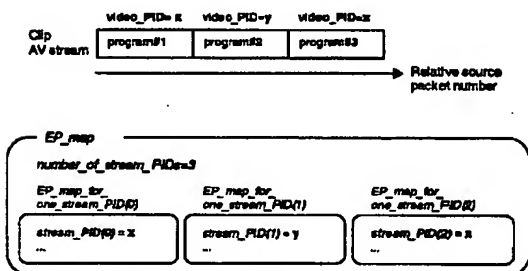 video_PID= x video_PID=y video_PID=x
Clip
AV stream
program#1 program#2 program#3
Relative source
packet number
EP_map
number_of_stream_PIDs=3
EP_map_for_ EP_map_for_ EP_map_for_
one_stream_PID(0) one_stream_PID(1) one_stream_PID(2)
stream_PID(0) = x stream_PID(1) = y stream_PID(2) = x
... ... ...